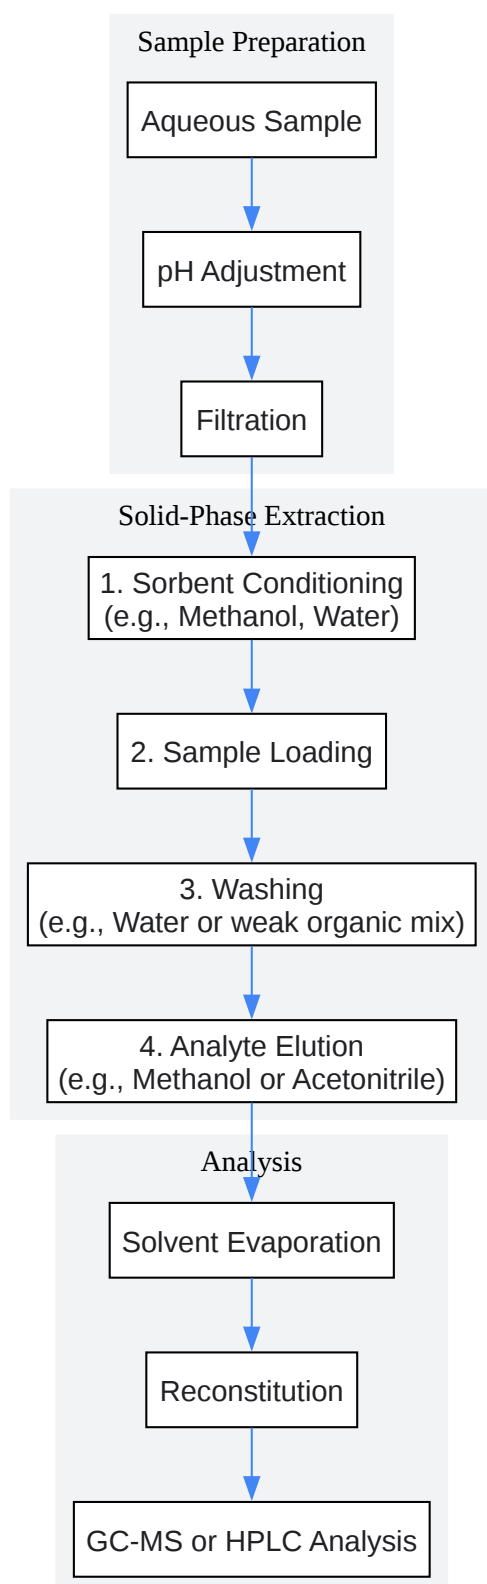 Sample Preparation
Aqueous Sample
pH Adjustment
Filtration
Solid-Phase Extraction
1. Sorbent Conditioning
(e.g., Methanol, Water)
2. Sample Loading
3. Washing
(e.g., Water or weak organic mix)
4. Analyte Elution
(e.g., Methanol or Acetonitrile)
Analysis
Solvent Evaporation
Reconstitution
GC-MS or HPLC Analysis